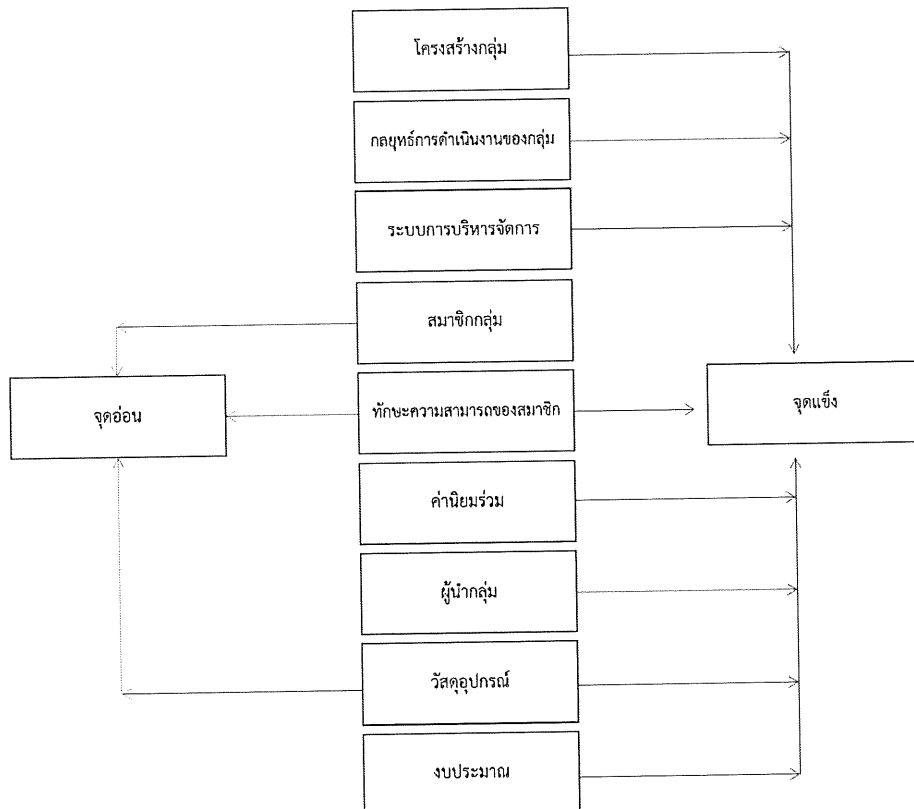 โครงสร้างกลุ่ม
กลยุทธ์การดำเนินงานของกลุ่ม
ระบบการบริหารจัดการ
สมาชิกกลุ่ม
จุดอ่อน
ทักษะความสามารถของสมาชิก
จุดแข็ง
ค่านิยมร่วม
ผู้นำกลุ่ม
วัสดุอุปกรณ์
งบประมาณ